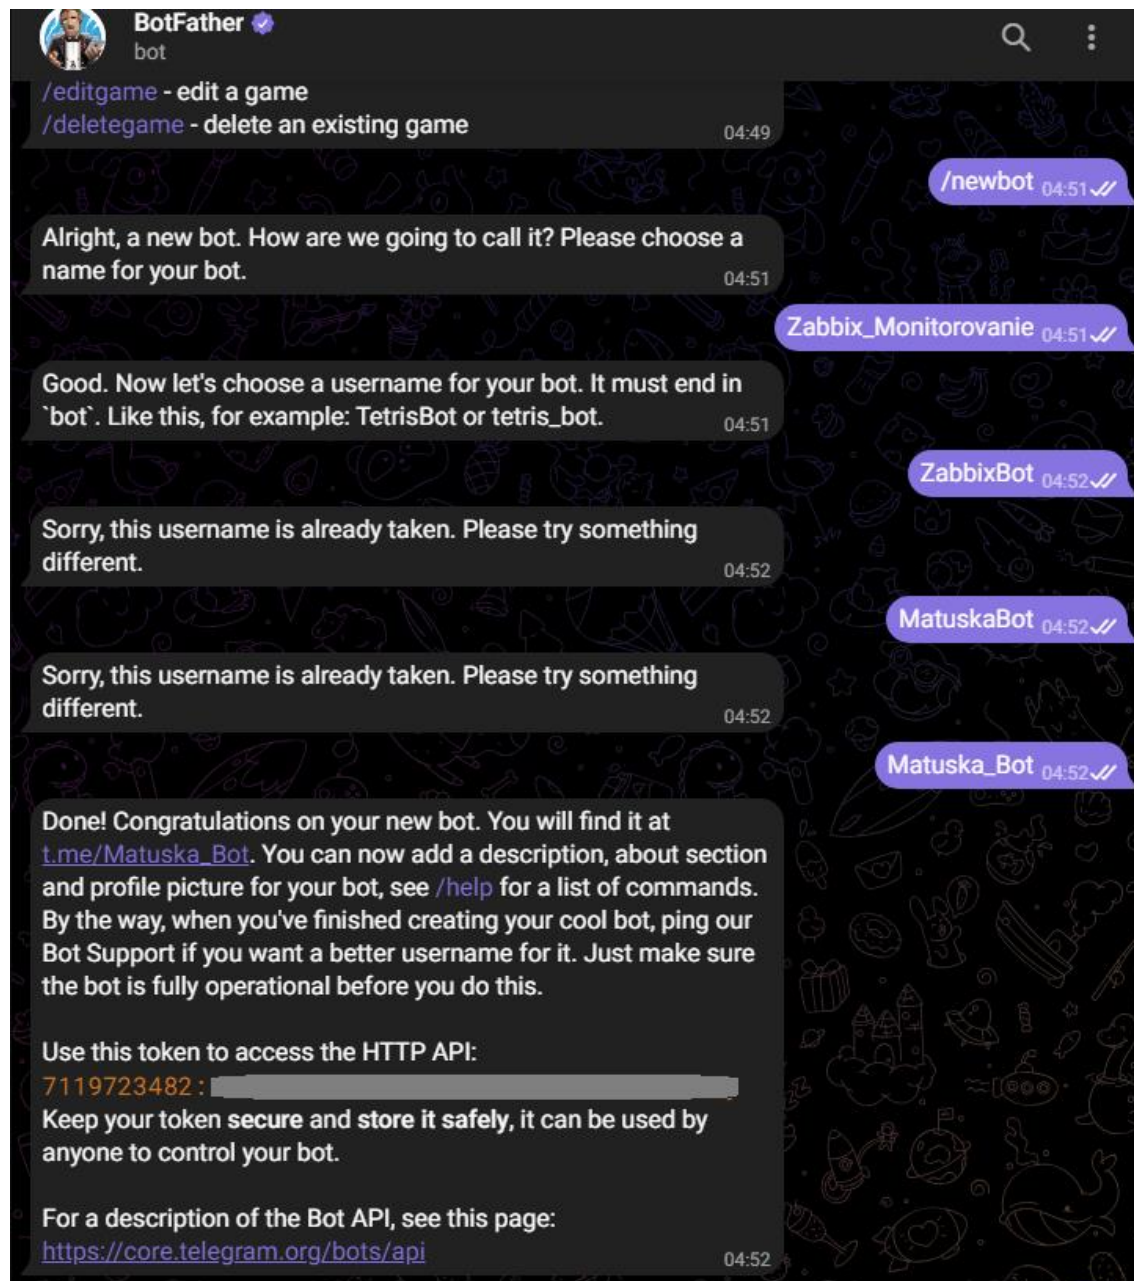 BotFather
bot
/editgame - edit a game
/deletegame - delete an existing game
04:49
/newbot 04:51
Alright, a new bot. How are we going to call it? Please choose a
name for your bot.
04:51
Zabbix_Monitorovanie 04:51
Good. Now let's choose a username for your bot. It must end in
`bot`. Like this, for example: TetrisBot or tetris_bot.
04:51
ZabbixBot 04:52
Sorry, this username is already taken. Please try something
different.
04:52
MatuskaBot 04:52
Sorry, this username is already taken. Please try something
different.
04:52
Matuska_Bot 04:52
Done! Congratulations on your new bot. You will find it at
t.me/Matuska_Bot. You can now add a description, about section
and profile picture for your bot, see /help for a list of commands.
By the way, when you've finished creating your cool bot, ping our
Bot Support if you want a better username for it. Just make sure
the bot is fully operational before you do this.
Use this token to access the HTTP API:
7119723482:
Keep your token secure and store it safely, it can be used by
anyone to control your bot.
For a description of the Bot API, see this page:
https://core.telegram.org/bots/api
04:52